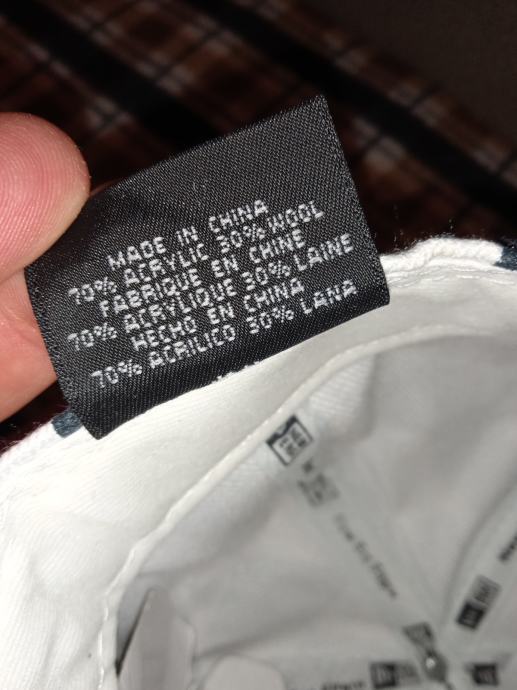 MADE IN CHINA
70% ACRYLIC 30% WOOL
FABRIQUE EN CHINE
70% ACRYLIQUE 30% LAINE
HECHO EN CHINA
70% ACRILICO 30% LANA